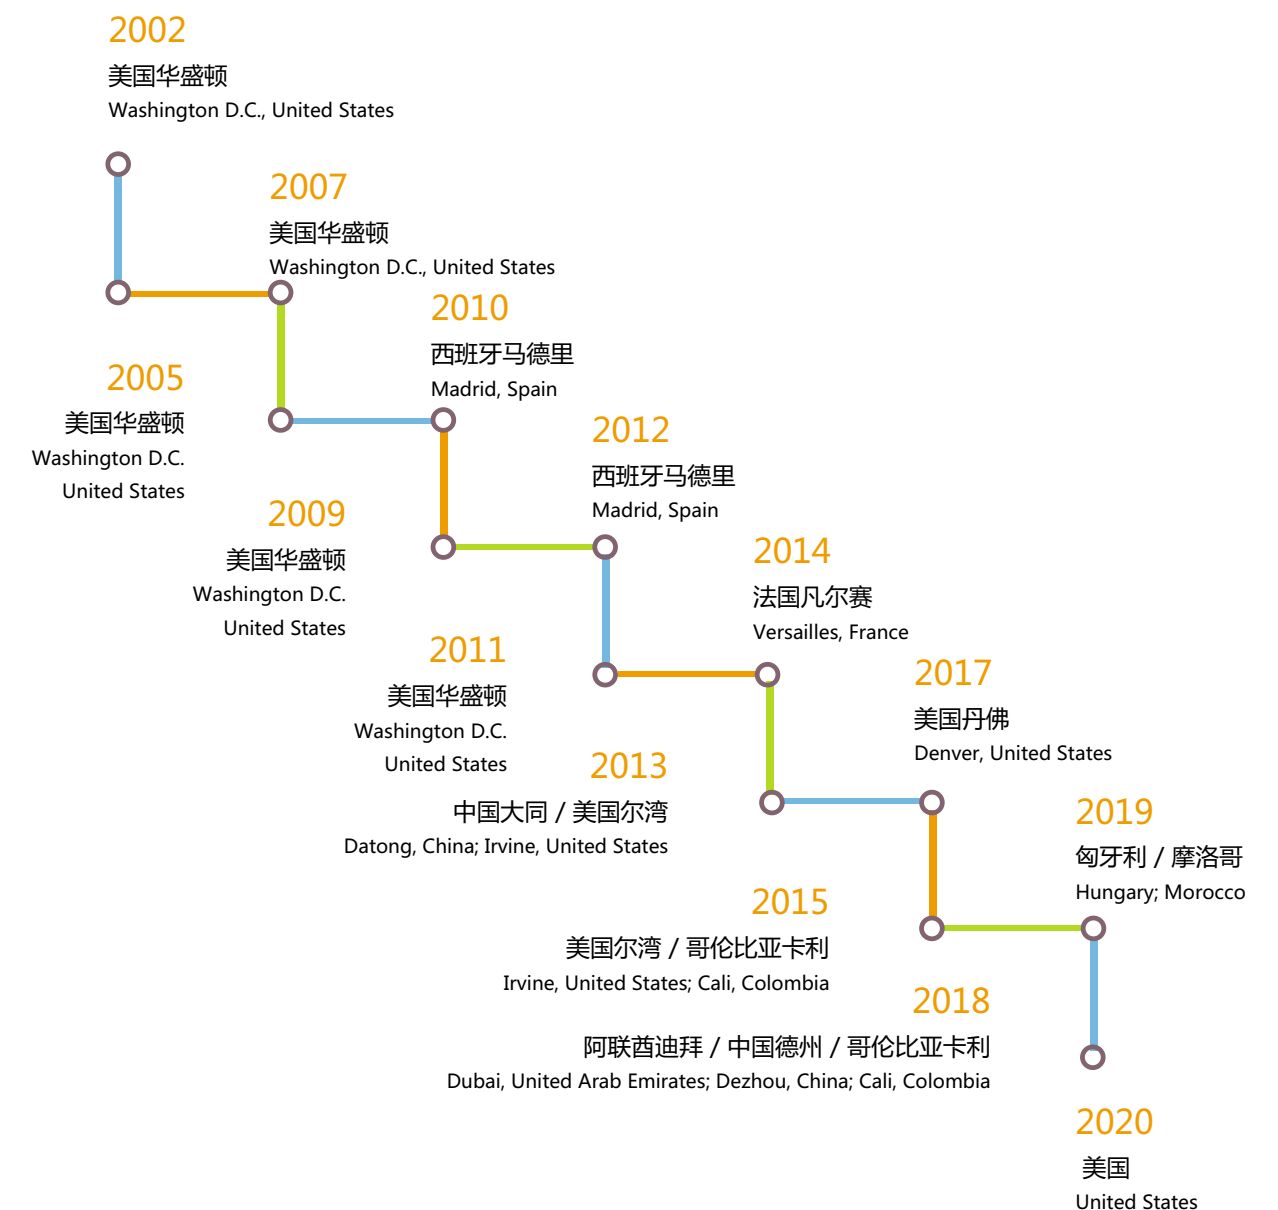 2002
美国华盛顿
Washington D.C., United States
2007
美国华盛顿
Washington D.C., United States
2005
美国华盛顿
Washington D.C.
United States
2010
西班牙马德里
Madrid, Spain
2009
美国华盛顿
Washington D.C.
United States
2012
西班牙马德里
Madrid, Spain
2011
美国华盛顿
Washington D.C.
United States
2014
法国凡尔赛
Versailles, France
2013
中国大同 / 美国尔湾
Datong, China; Irvine, United States
2017
美国丹佛
Denver, United States
2015
美国尔湾 / 哥伦比亚卡利
Irvine, United States; Cali, Colombia
2019
匈牙利 / 摩洛哥
Hungary; Morocco
2018
阿联酋迪拜 / 中国德州 / 哥伦比亚卡利
Dubai, United Arab Emirates; Dezhou, China; Cali, Colombia
2020
美国
United States